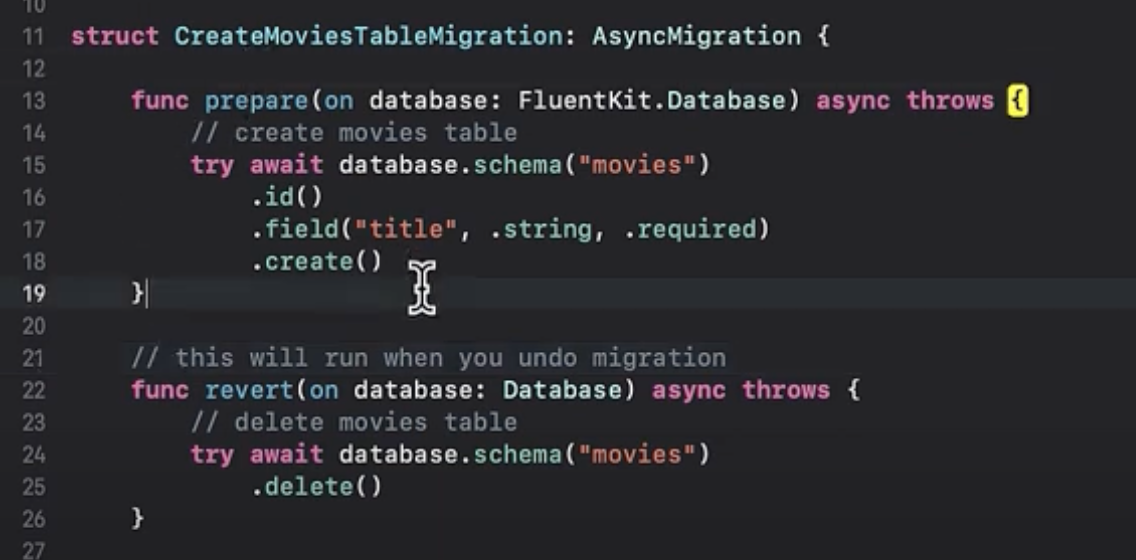 10
11 struct CreateMoviesTableMigration: AsyncMigration {
12
13 func prepare(on database: FluentKit.Database) async throws {
14 // create movies table
15 try await database.schema("movies")
16 .id()
17 .field("title", .string, .required)
18 .create()
19 }
20
21 // this will run when you undo migration
22 func revert(on database: Database) async throws {
23 // delete movies table
24 try await database.schema("movies")
25 .delete()
26 }
27